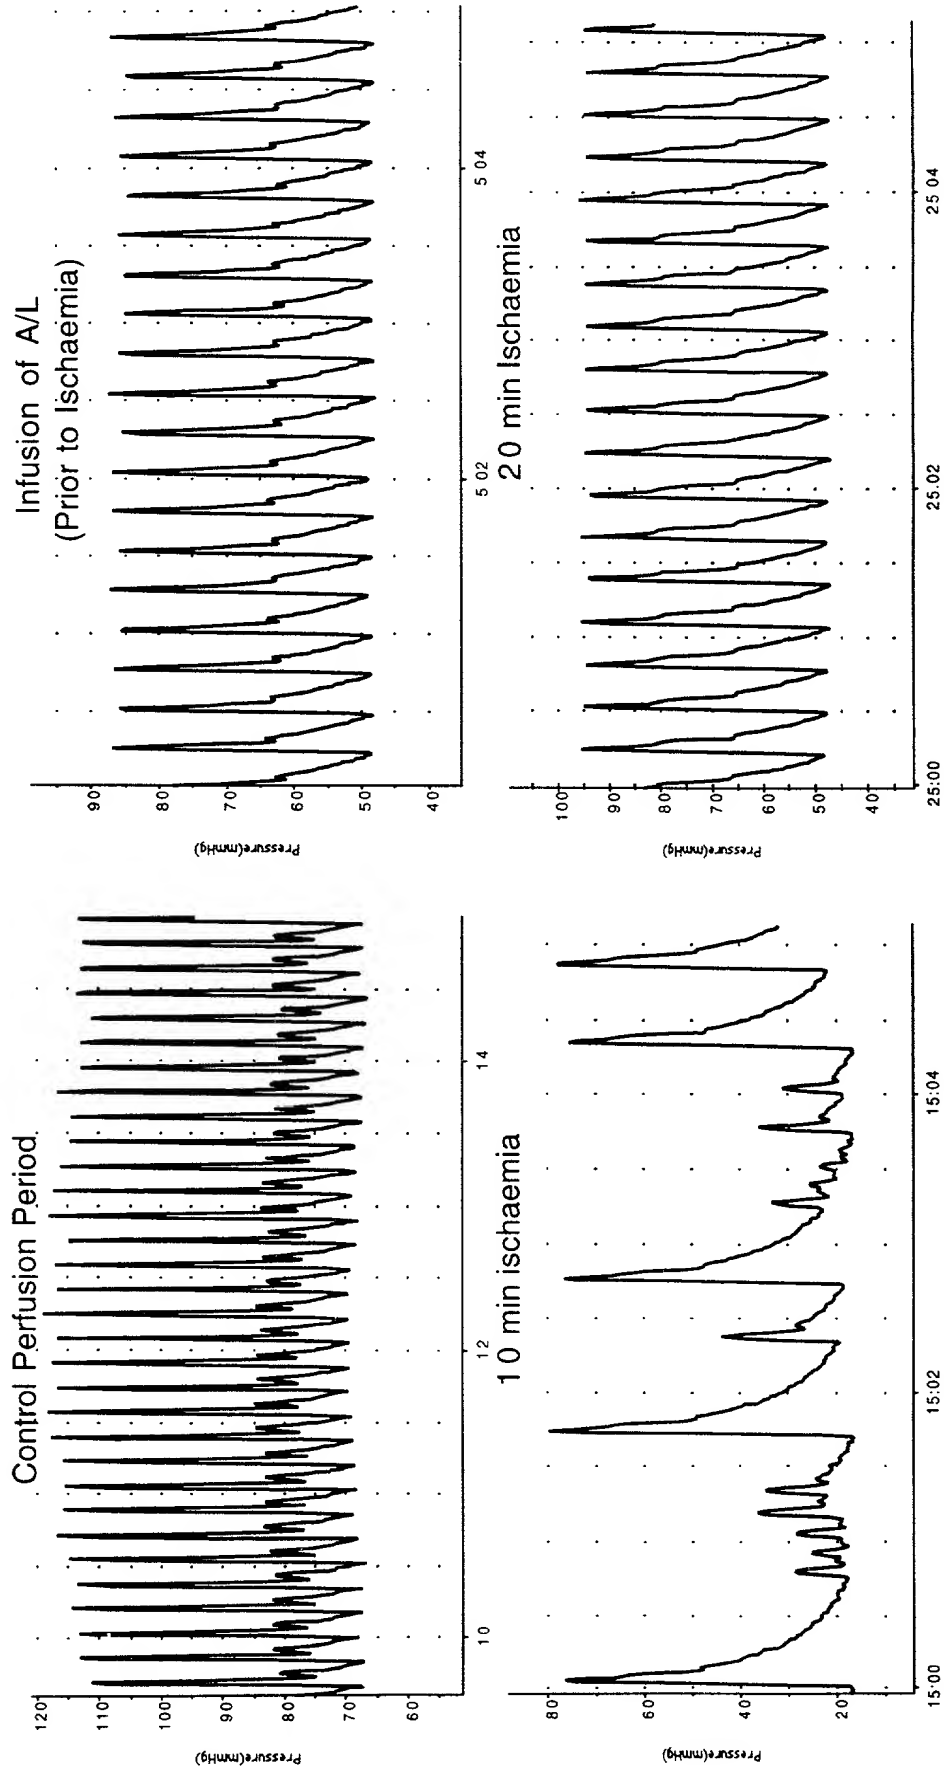 Control Perfusion Period
Pressure(mmHg)
120
110
100
90
80
70
60
10 12 14
Infusion of A/L
(Prior to Ischaemia)
Pressure(mmHg)
90
80
70
60
50
40
5 02 5 04
10 min ischaemia
Pressure(mmHg)
80
60
40
20
15:00 15:02 15:04
20 min Ischaemia
Pressure(mmHg)
100
90
80
70
60
50
40
25:00 25:02 25 04